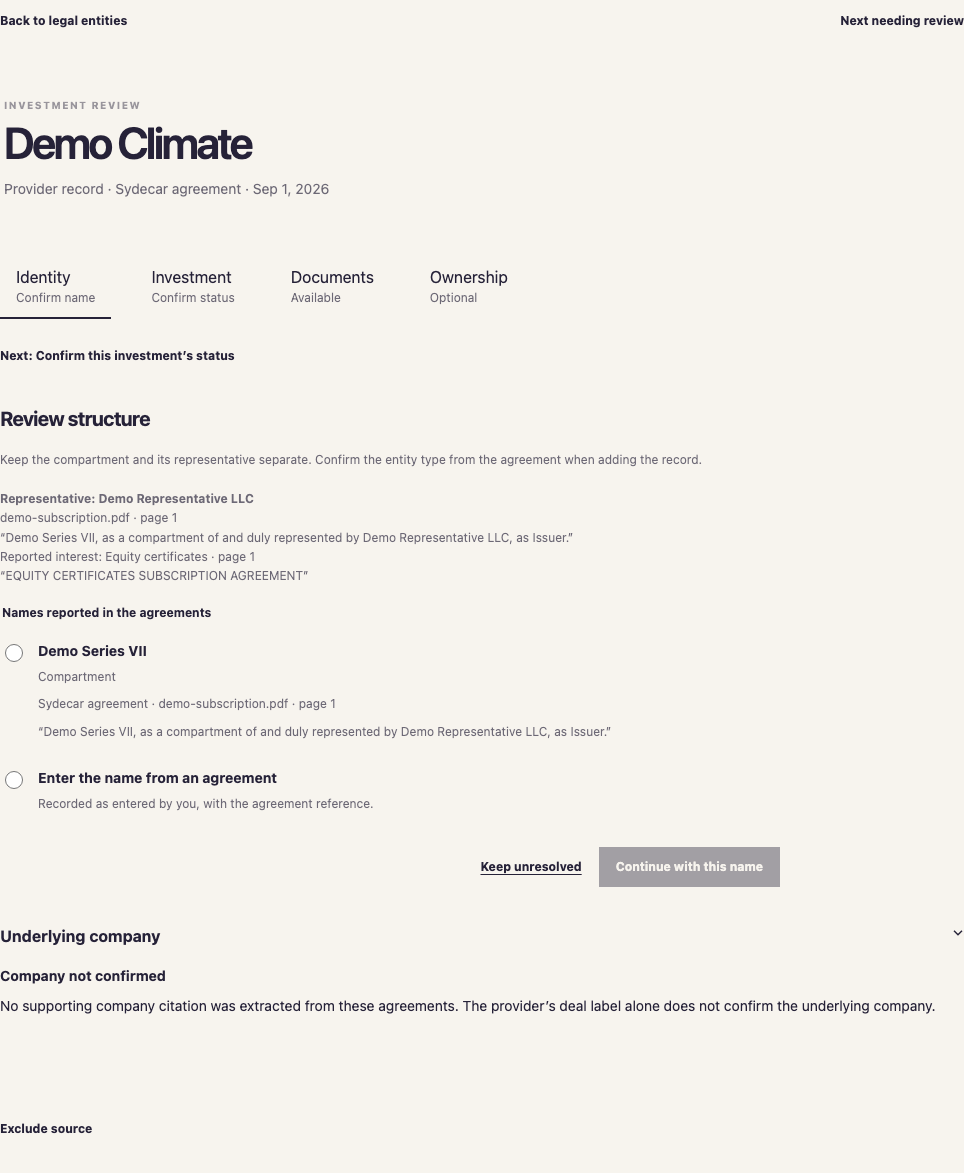 Back to legal entities
Next needing review
INVESTMENT REVIEW
Demo Climate
Provider record · Sydecar agreement · Sep 1, 2026
Identity
Confirm name
Investment
Confirm status
Documents
Available
Ownership
Optional
Next: Confirm this investment’s status
Review structure
Keep the compartment and its representative separate. Confirm the entity type from the agreement when adding the record.
Representative: Demo Representative LLC
demo-subscription.pdf · page 1
“Demo Series VII, as a compartment of and duly represented by Demo Representative LLC, as Issuer.”
Reported interest: Equity certificates · page 1
“EQUITY CERTIFICATES SUBSCRIPTION AGREEMENT”
Names reported in the agreements
Demo Series VII
Compartment
Sydecar agreement · demo-subscription.pdf · page 1
“Demo Series VII, as a compartment of and duly represented by Demo Representative LLC, as Issuer.”
Enter the name from an agreement
Recorded as entered by you, with the agreement reference.
Keep unresolved
Continue with this name
Underlying company
Company not confirmed
No supporting company citation was extracted from these agreements. The provider’s deal label alone does not confirm the underlying company.
Exclude source